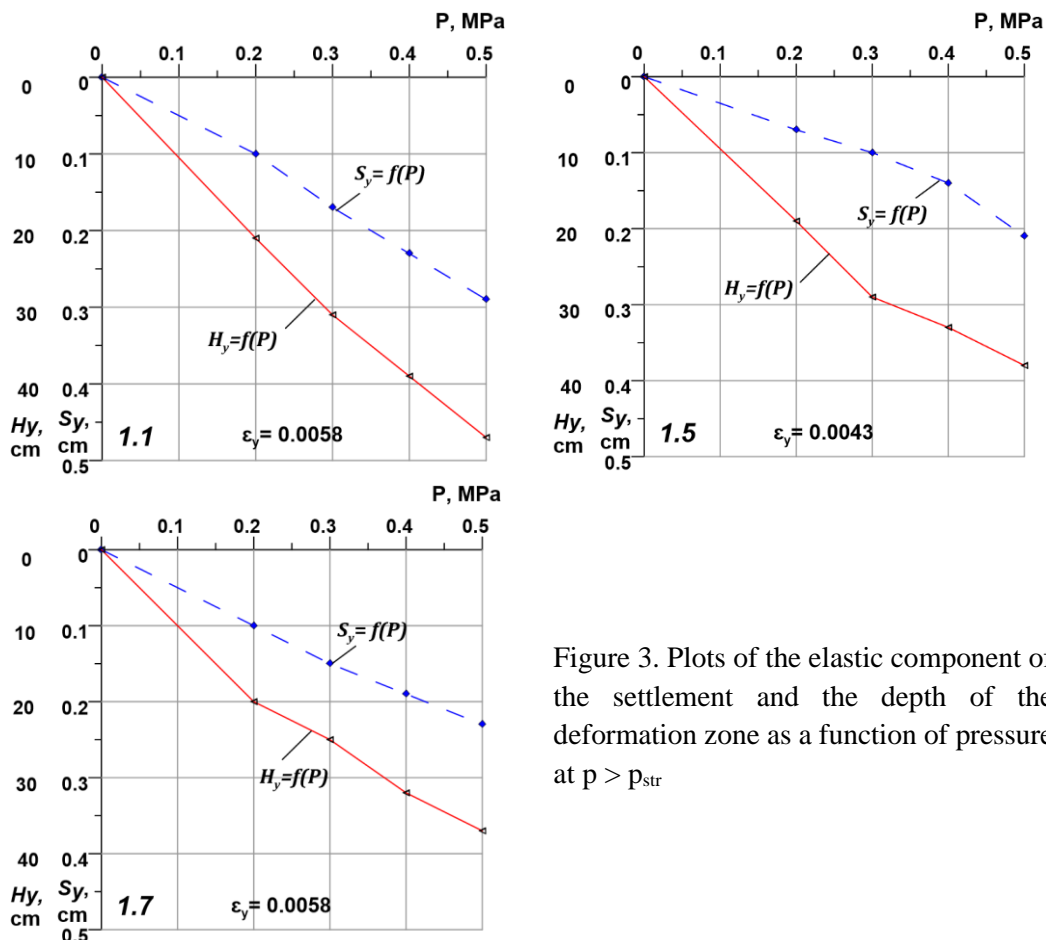 P, MPa
0 0.1 0.2 0.3 0.4 0.5
0 0
10 0.1
S_y= f(P)
20 0.2
30 0.3
H_y=f(P)
40 0.4
Hy, Sy,
cm cm
1.1 ε_y= 0.0058
0.5
P, MPa
0 0.1 0.2 0.3 0.4 0.5
0 0
10 0.1
S_y= f(P)
20 0.2
H_y=f(P)
30 0.3
40 0.4
Hy, Sy,
cm cm
1.5 ε_y= 0.0043
0.5
P, MPa
0 0.1 0.2 0.3 0.4 0.5
0 0
10 0.1
S_y= f(P)
20 0.2
H_y=f(P)
30 0.3
40 0.4
Hy, Sy,
cm cm
1.7 ε_y= 0.0058
0.5
Figure 3. Plots of the elastic component of
the settlement and the depth of the
deformation zone as a function of pressure
at p > p_str